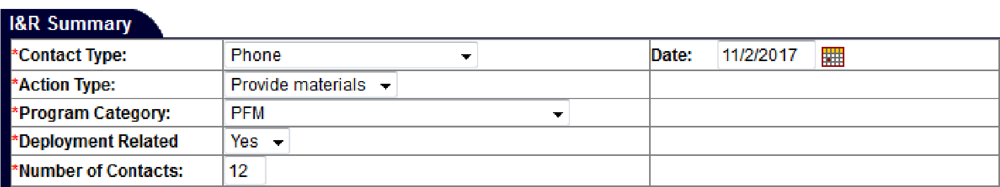 I&R Summary
*Contact Type: Phone Date: 11/2/2017
*Action Type: Provide materials
*Program Category: PFM
*Deployment Related Yes
*Number of Contacts: 12